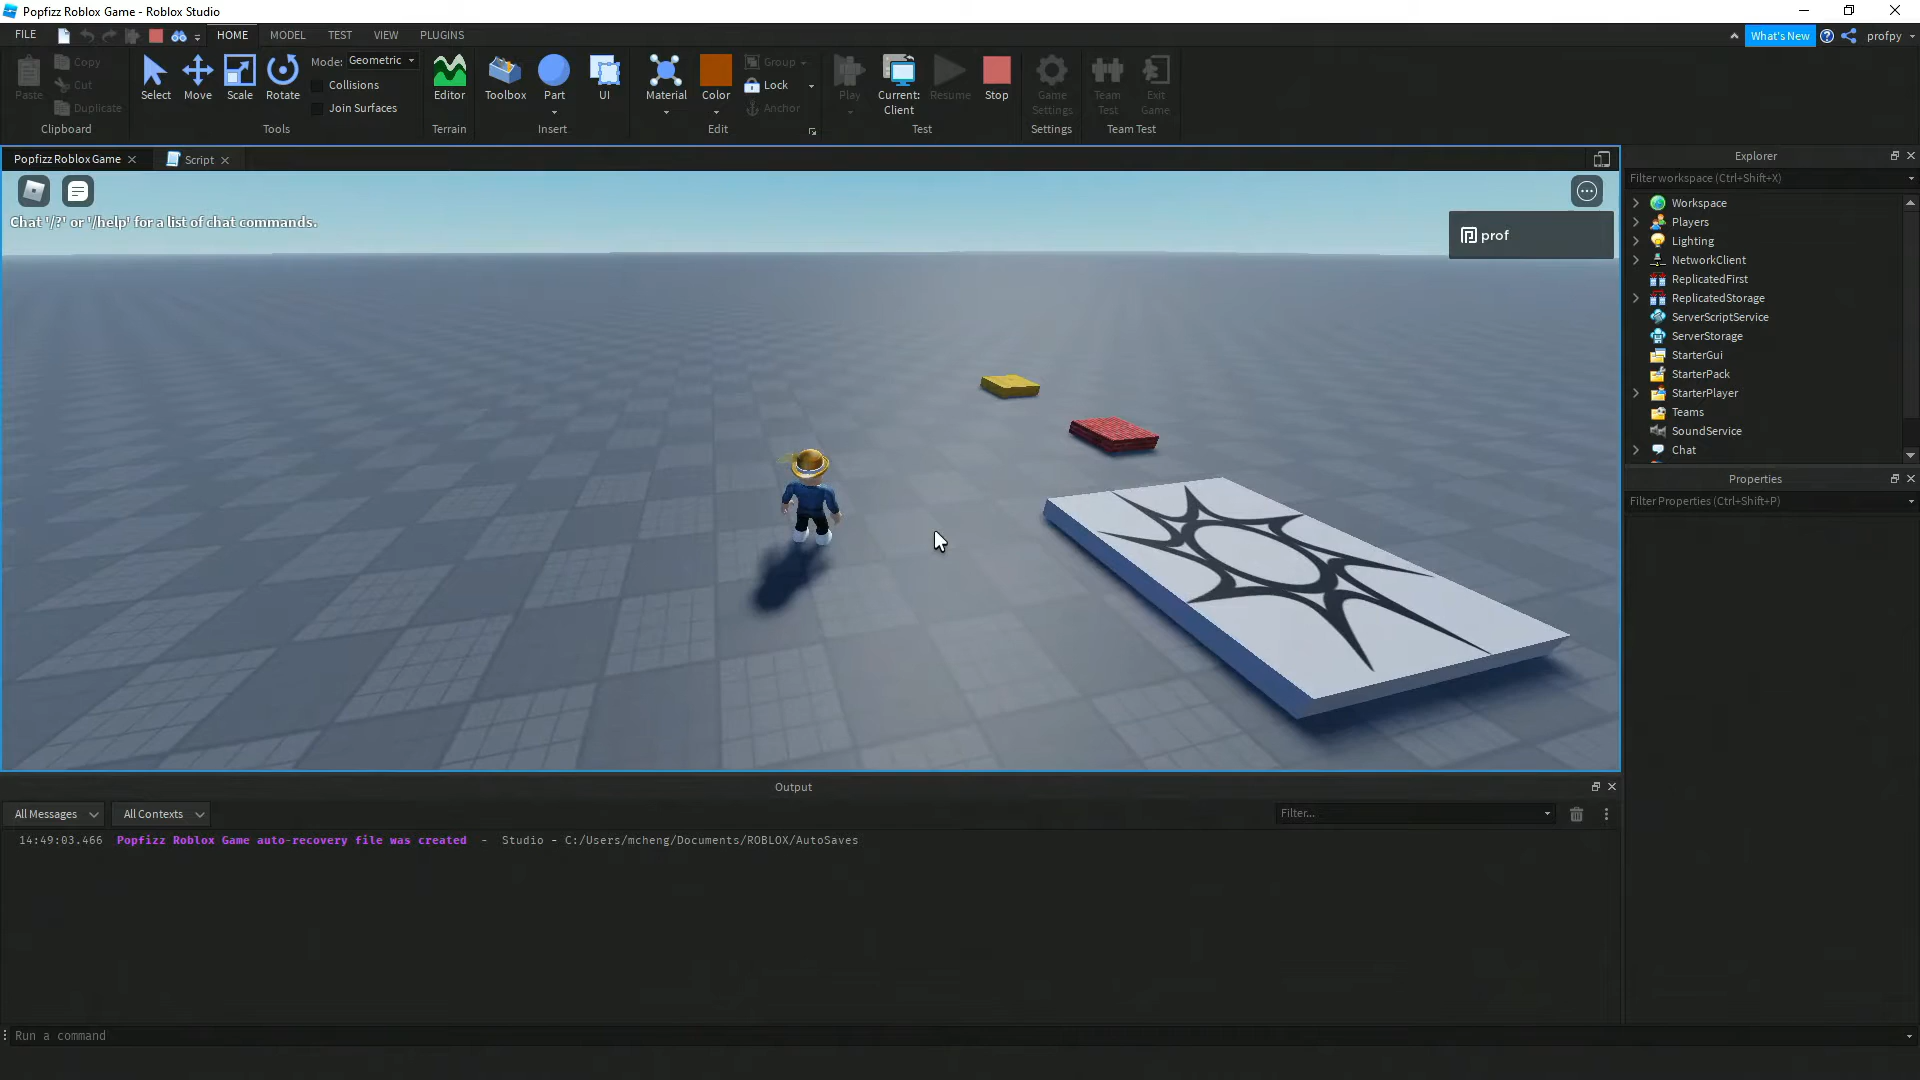 Popfizz Roblox Game - Roblox Studio
FILE
HOME
MODEL
TEST
VIEW
PLUGINS
What's New
profpy
Paste
Copy
Cut
Duplicate
Clipboard
Select
Move
Scale
Rotate
Mode: Geometric
Collisions
Join Surfaces
Tools
Editor
Terrain
Toolbox
Part
UI
Insert
Material
Color
Group
Lock
Anchor
Edit
Play
Current:
Client
Resume
Stop
Test
Game
Settings
Settings
Team
Test
Exit
Game
Team Test
Popfizz Roblox Game
Script
Chat '/?' or '/help' for a list of chat commands.
prof
Explorer
Filter workspace (Ctrl+Shift+X)
Workspace
Players
Lighting
NetworkClient
ReplicatedFirst
ReplicatedStorage
ServerScriptService
ServerStorage
StarterGui
StarterPack
StarterPlayer
Teams
SoundService
Chat
Properties
Filter Properties (Ctrl+Shift+P)
Output
All Messages
All Contexts
Filter...
14:49:03.466 Popfizz Roblox Game auto-recovery file was created - Studio - C:/Users/mcheng/Documents/ROBLOX/AutoSaves
Run a command